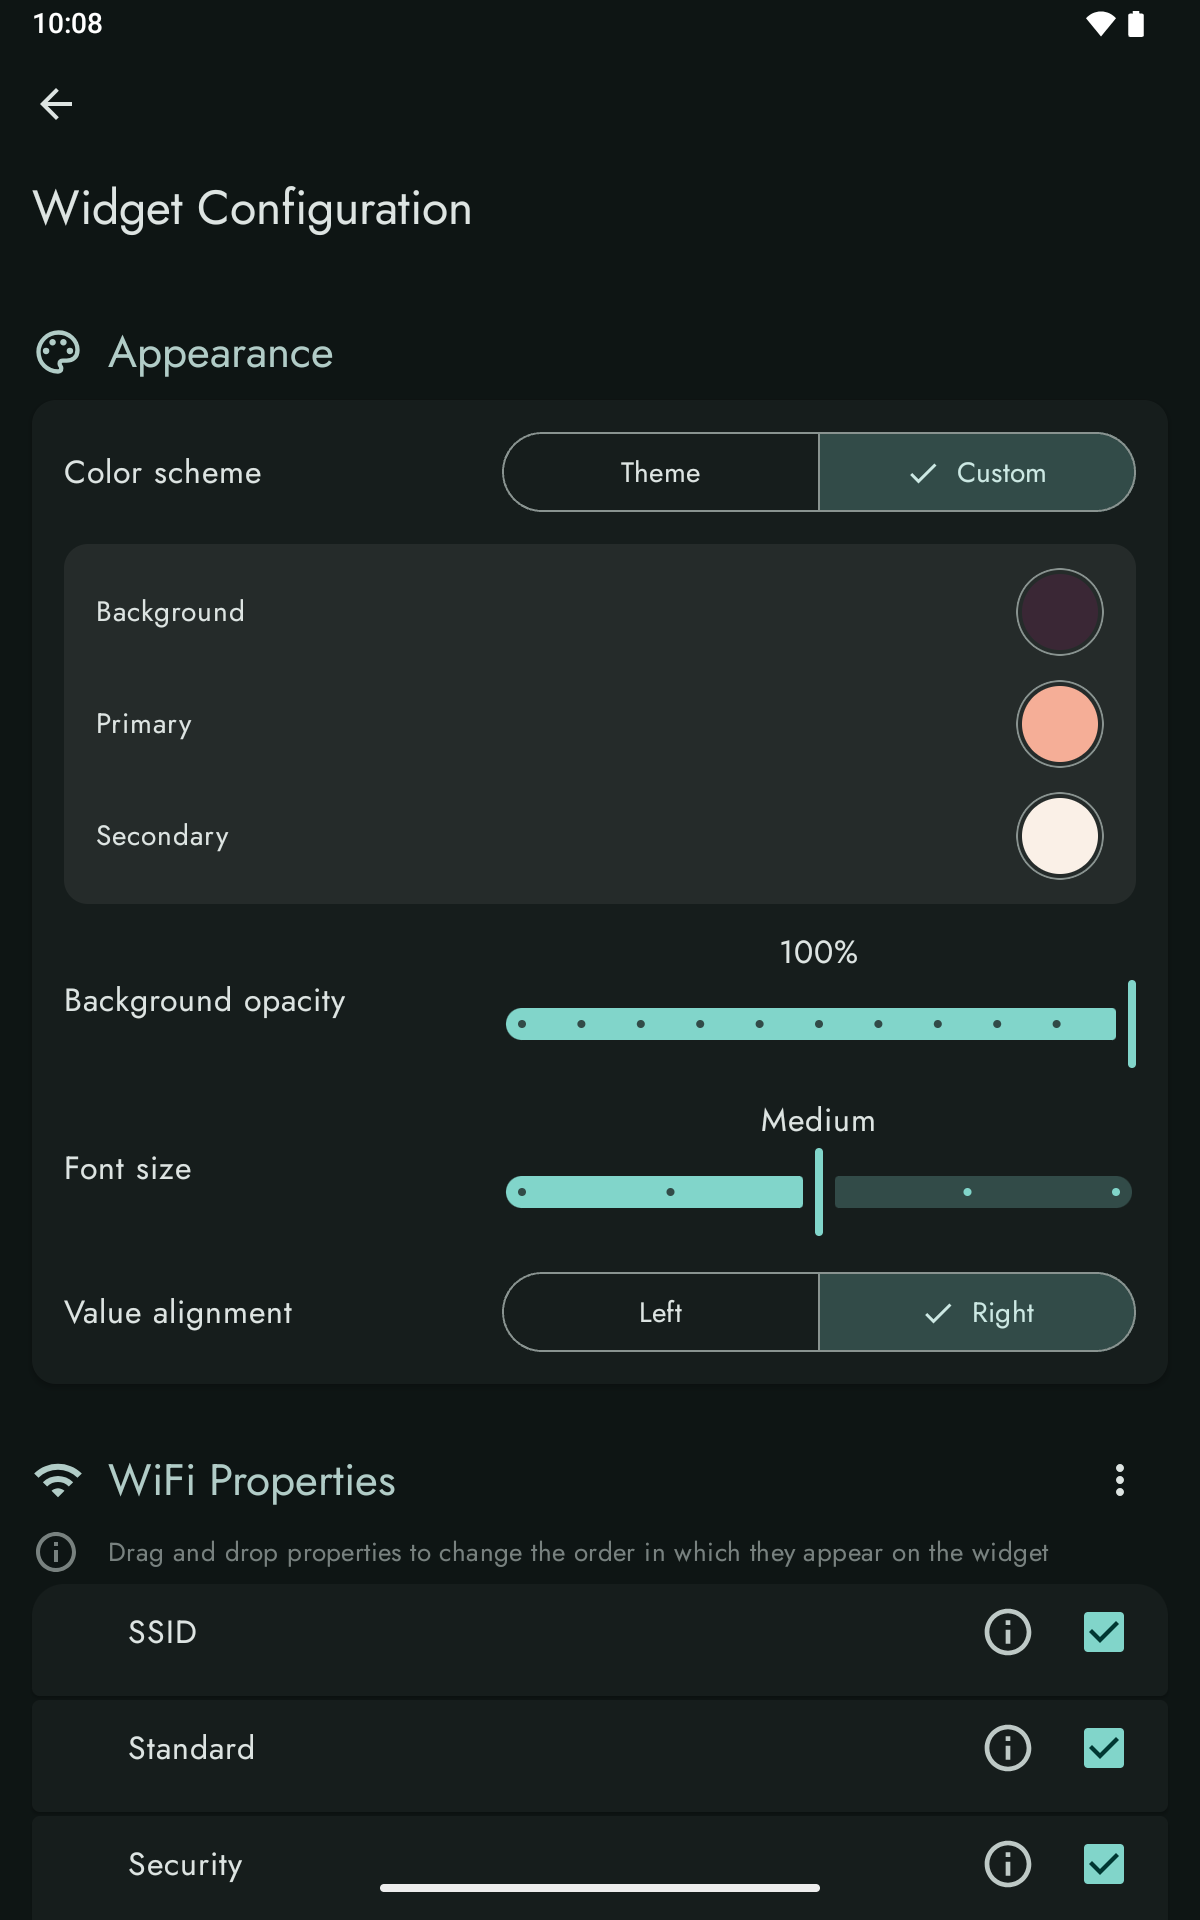 10:08
Widget Configuration
Appearance
Color scheme
Theme
Custom
Background
Primary
Secondary
100%
Background opacity
Medium
Font size
Value alignment
Left
Right
WiFi Properties
Drag and drop properties to change the order in which they appear on the widget
SSID
Standard
Security